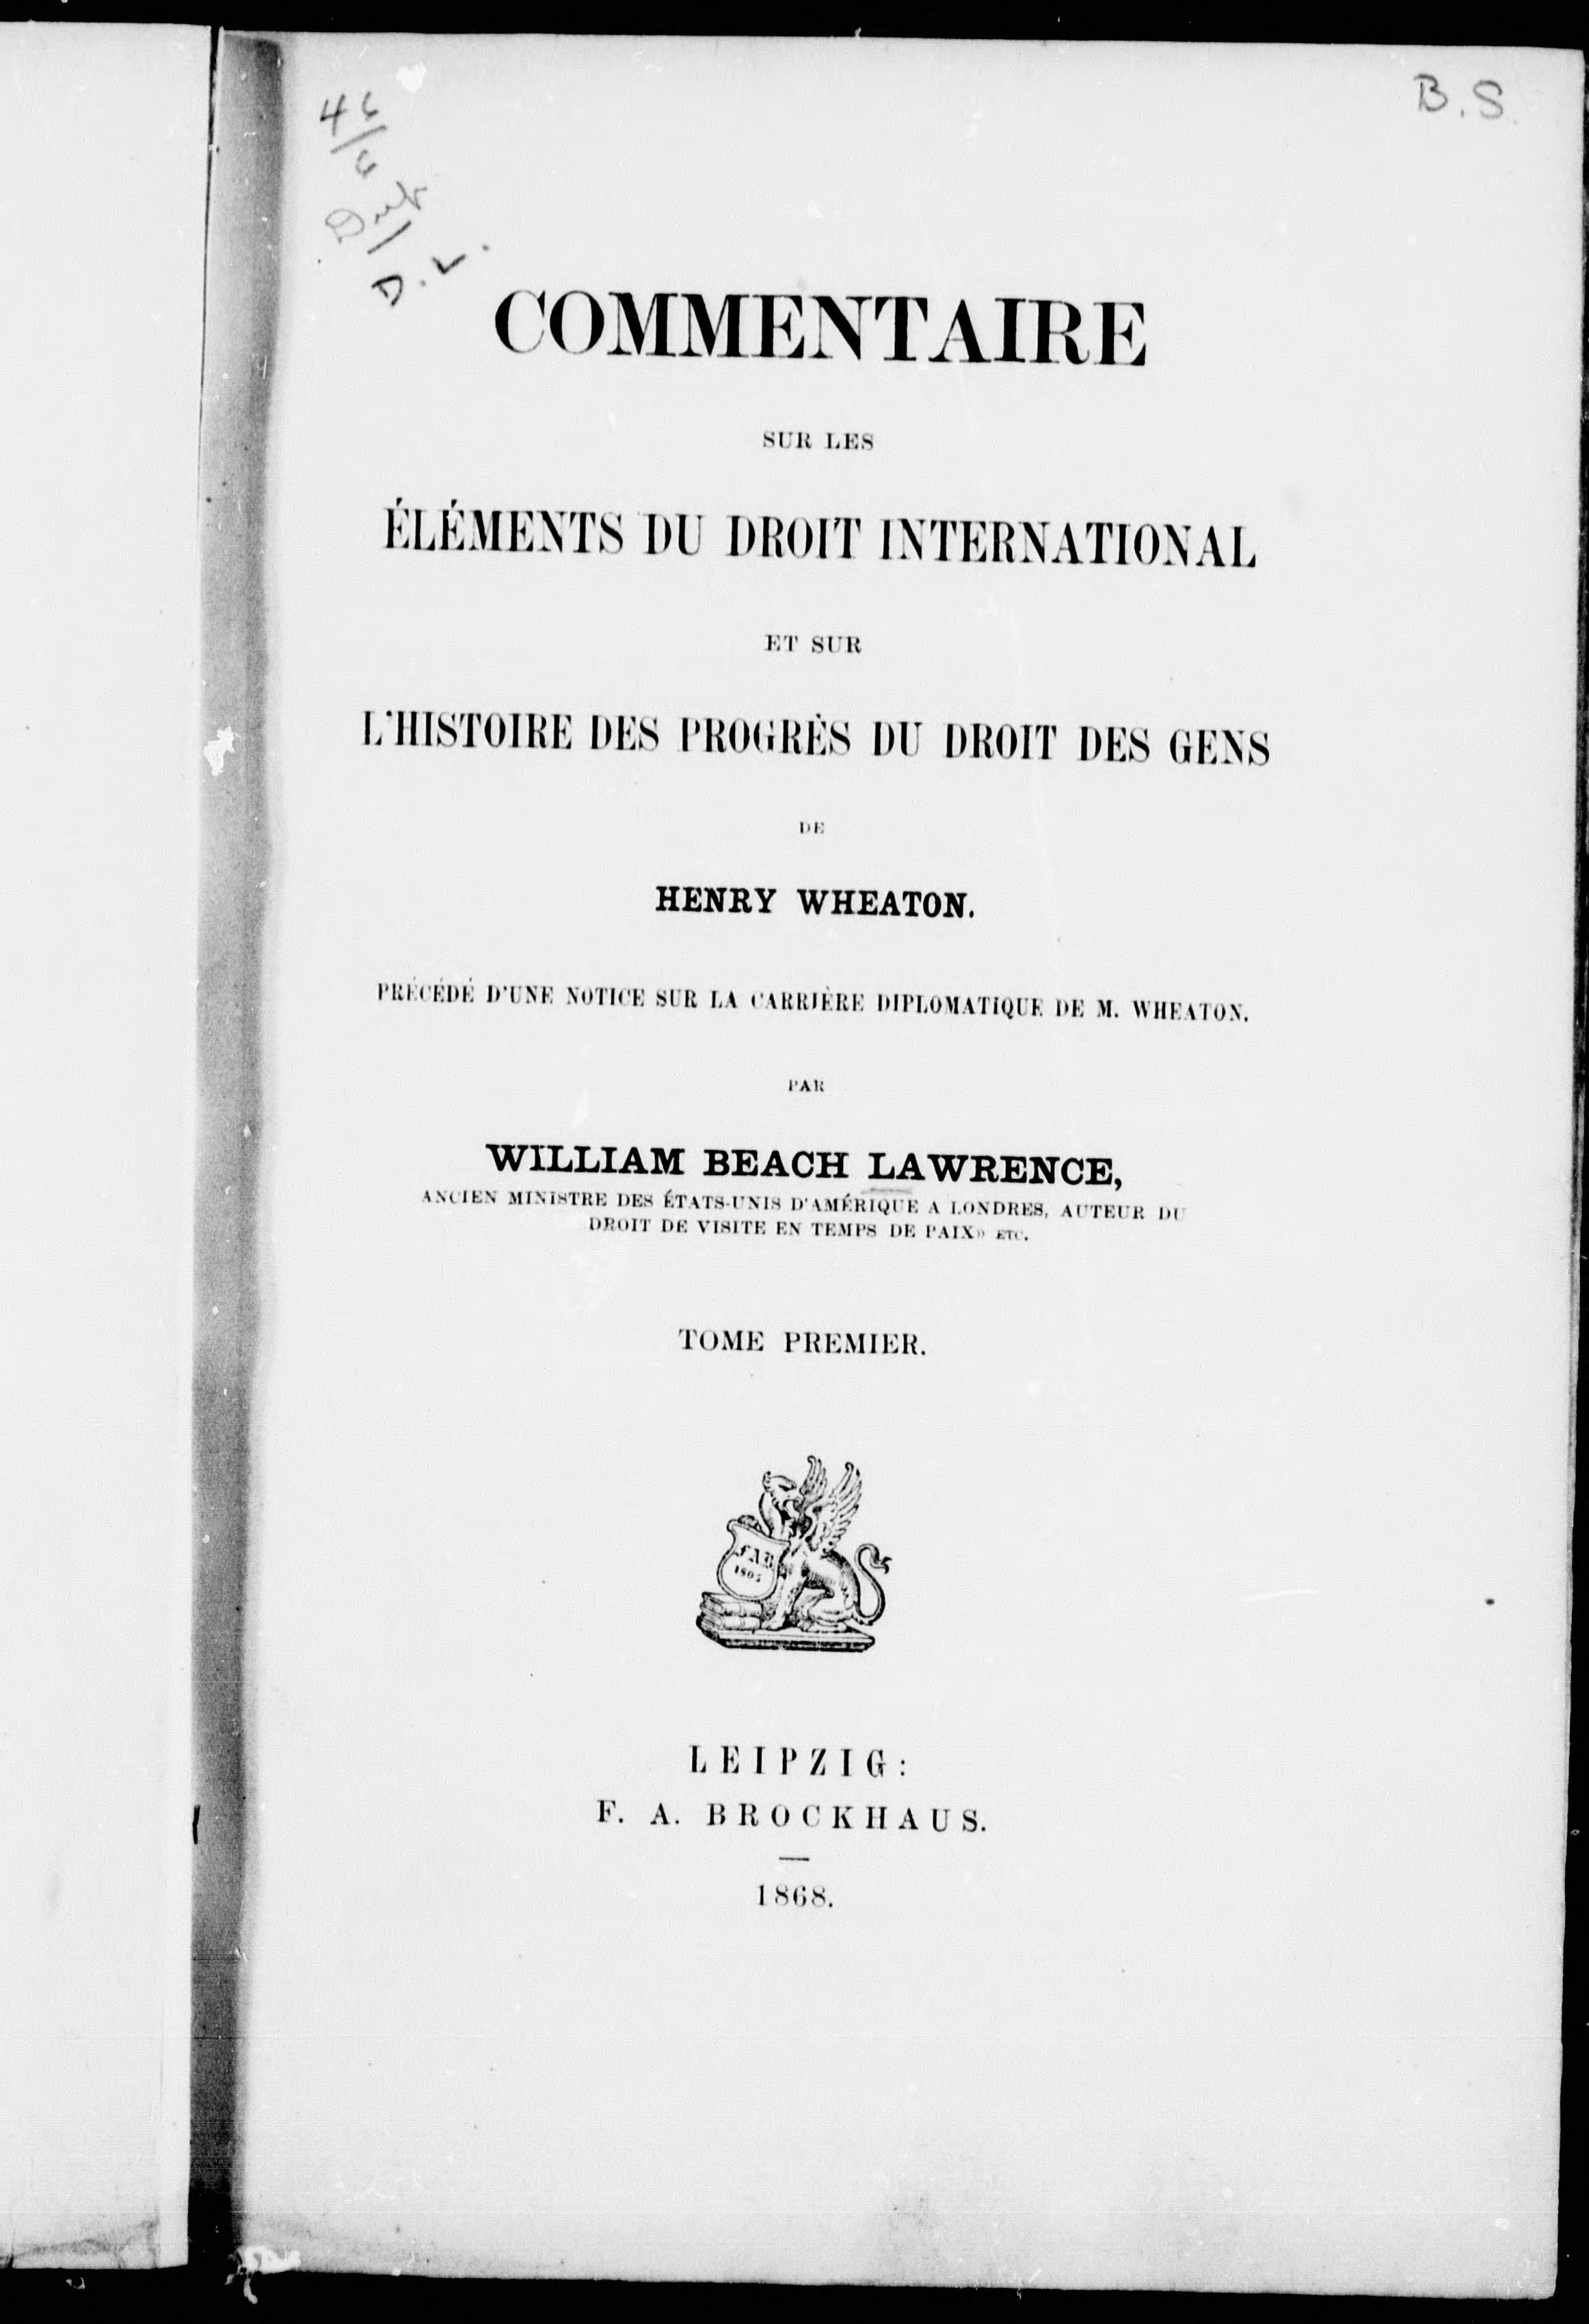 B.S.
D.L.
COMMENTAIRE
SUR LES
ÉLÉMENTS DU DROIT INTERNATIONAL
ET SUR
L'HISTOIRE DES PROGRÈS DU DROIT DES GENS
DE
HENRY WHEATON.
PRÉCÉDÉ D'UNE NOTICE SUR LA CARRIÈRE DIPLOMATIQUE DE M. WHEATON.
PAR
WILLIAM BEACH LAWRENCE,
ANCIEN MINISTRE DES ÉTATS-UNIS D'AMÉRIQUE A LONDRES, AUTEUR DU
DROIT DE VISITE EN TEMPS DE PAIX» ETC.
TOME PREMIER.
FAB
1805
LEIPZIG:
F. A. BROCKHAUS.
1868.